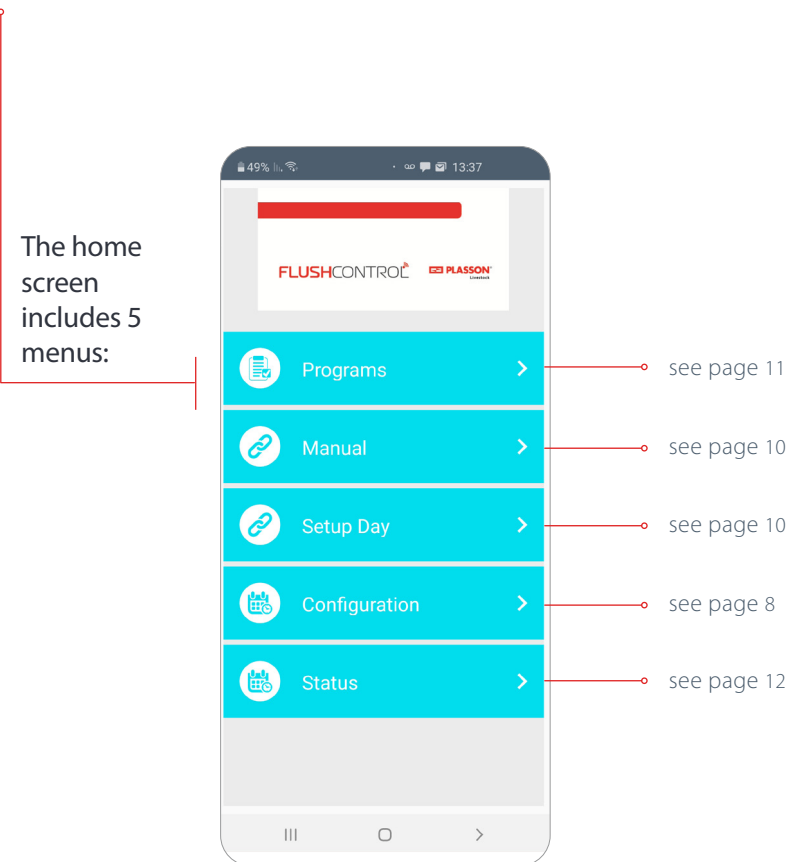 49% 13:37
FLUSHCONTROL PLASSON
Livestock
The home
screen
includes 5
menus:
Programs see page 11
Manual see page 10
Setup Day see page 10
Configuration see page 8
Status see page 12